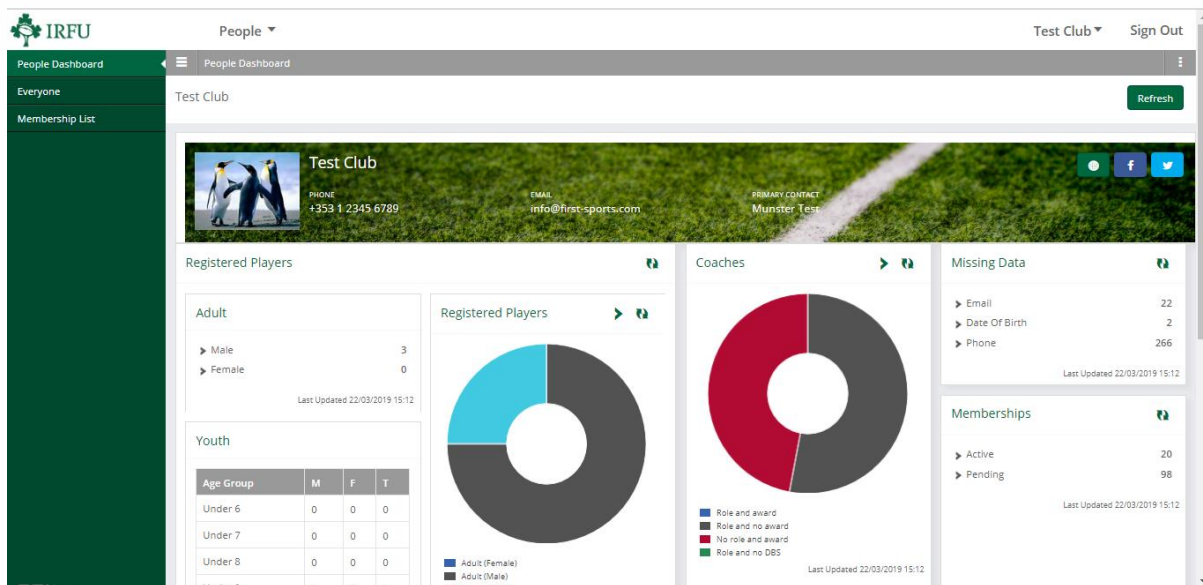 IRFU
People
Test Club
Sign Out
People Dashboard
Everyone
Membership List
People Dashboard
Test Club
Refresh
Test Club
PHONE
+353 1 2345 6789
EMAIL
info@first-sports.com
PRIMARY CONTACT
Munster Test
Registered Players
Adult
Male 3
Female 0
Last Updated 22/03/2019 15:12
Youth
Age Group M F T
Under 6 0 0 0
Under 7 0 0 0
Under 8 0 0 0
Registered Players
Adult (Female)
Adult (Male)
Coaches
Role and award
Role and no award
No role and award
Role and no DBS
Last Updated 22/03/2019 15:12
Missing Data
Email 22
Date Of Birth 2
Phone 266
Last Updated 22/03/2019 15:12
Memberships
Active 20
Pending 98
Last Updated 22/03/2019 15:12